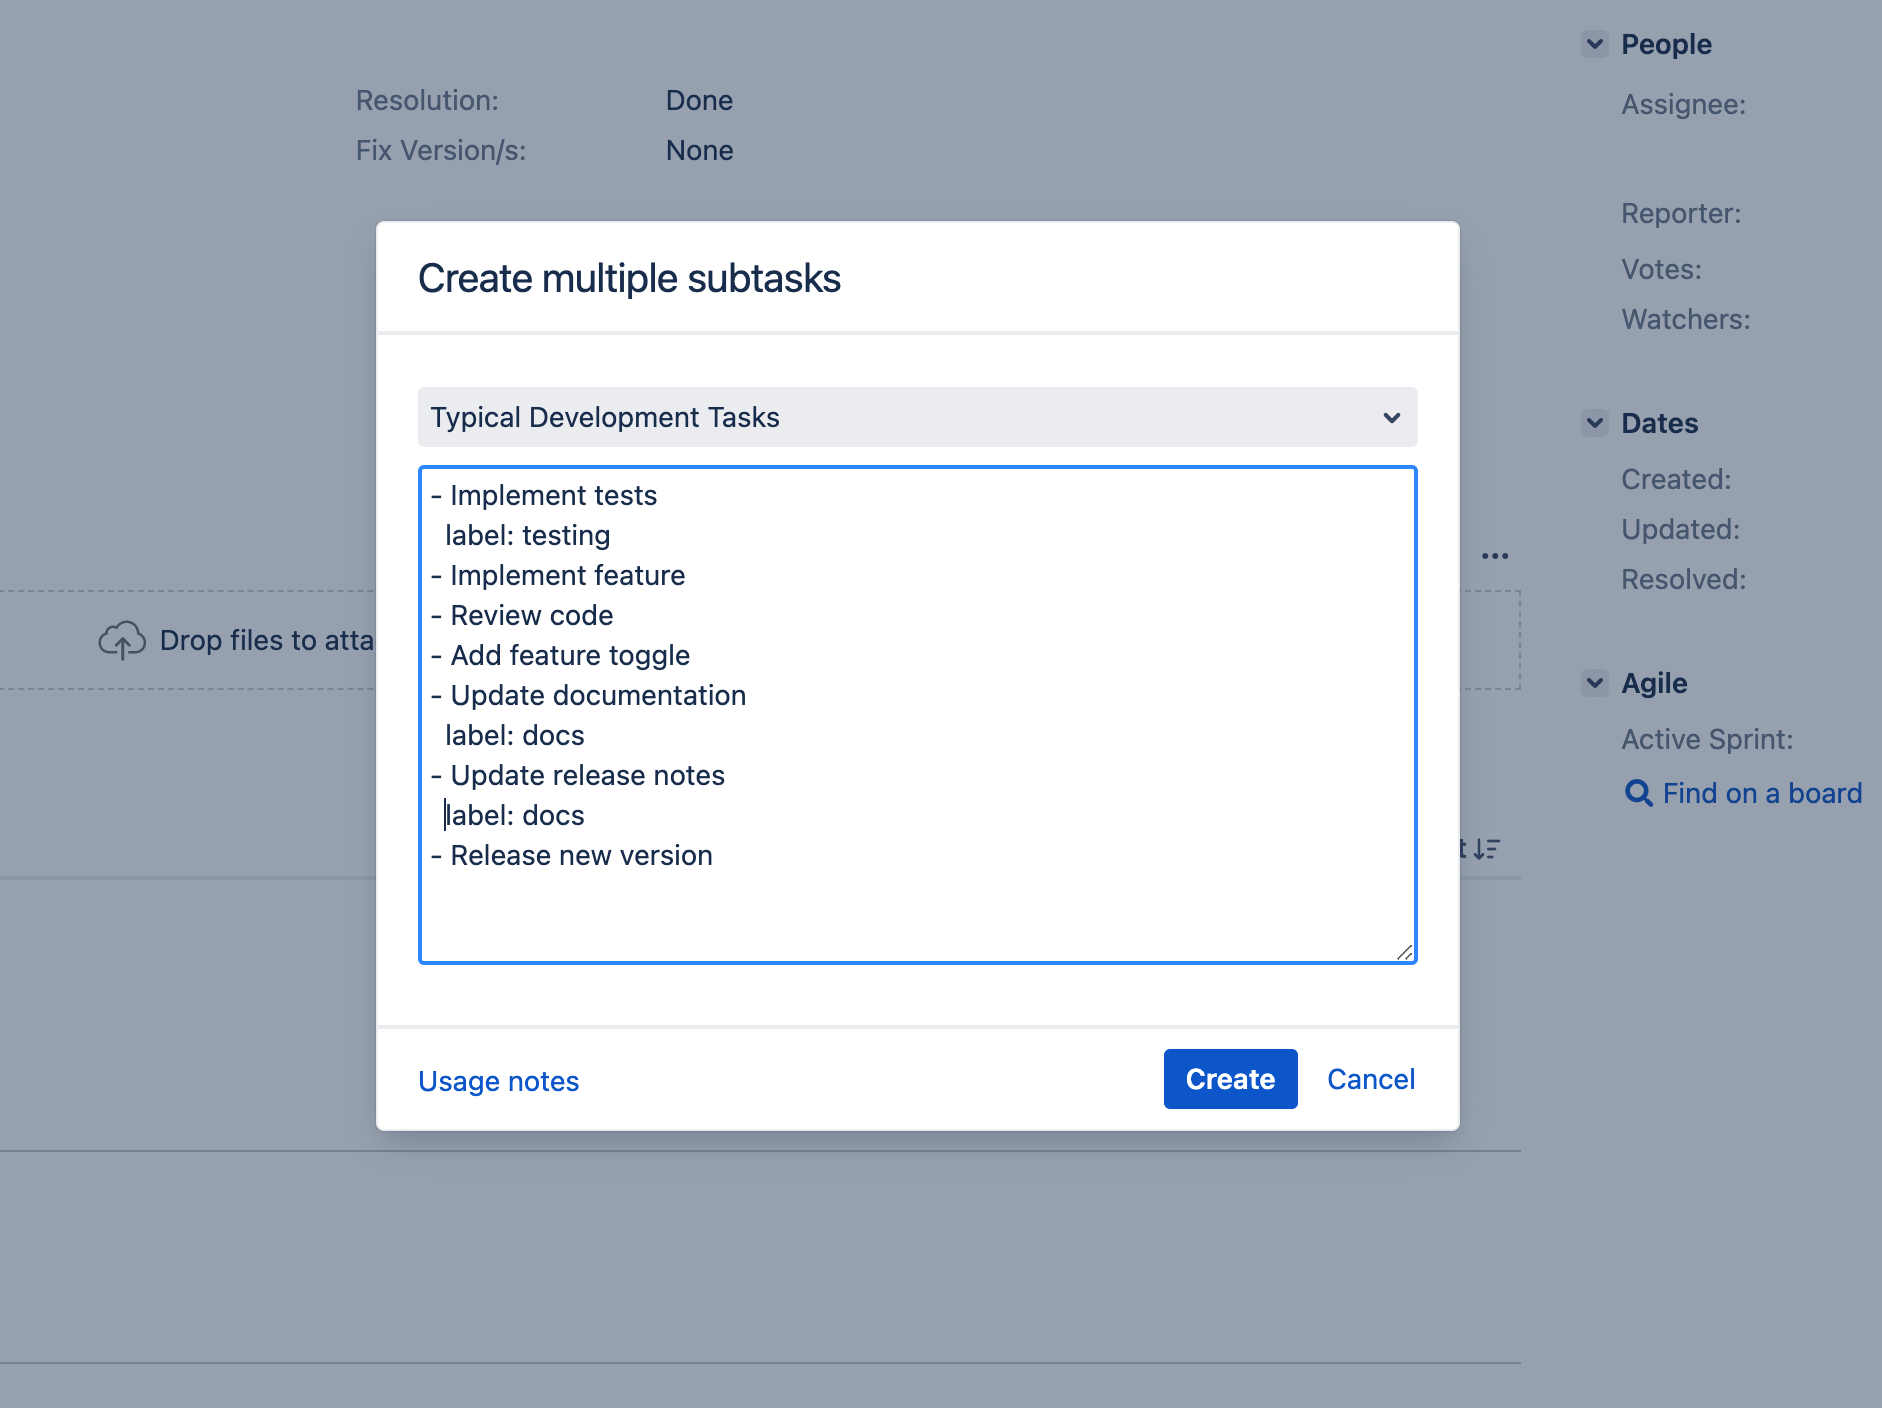 Resolution: Done
Fix Version/s: None
Create multiple subtasks
Typical Development Tasks
- Implement tests
label: testing
- Implement feature
- Review code
- Add feature toggle
- Update documentation
label: docs
- Update release notes
label: docs
- Release new version
Usage notes
Create
Cancel
Drop files to atta
t
People
Assignee:
Reporter:
Votes:
Watchers:
Dates
Created:
Updated:
Resolved:
Agile
Active Sprint:
Find on a board